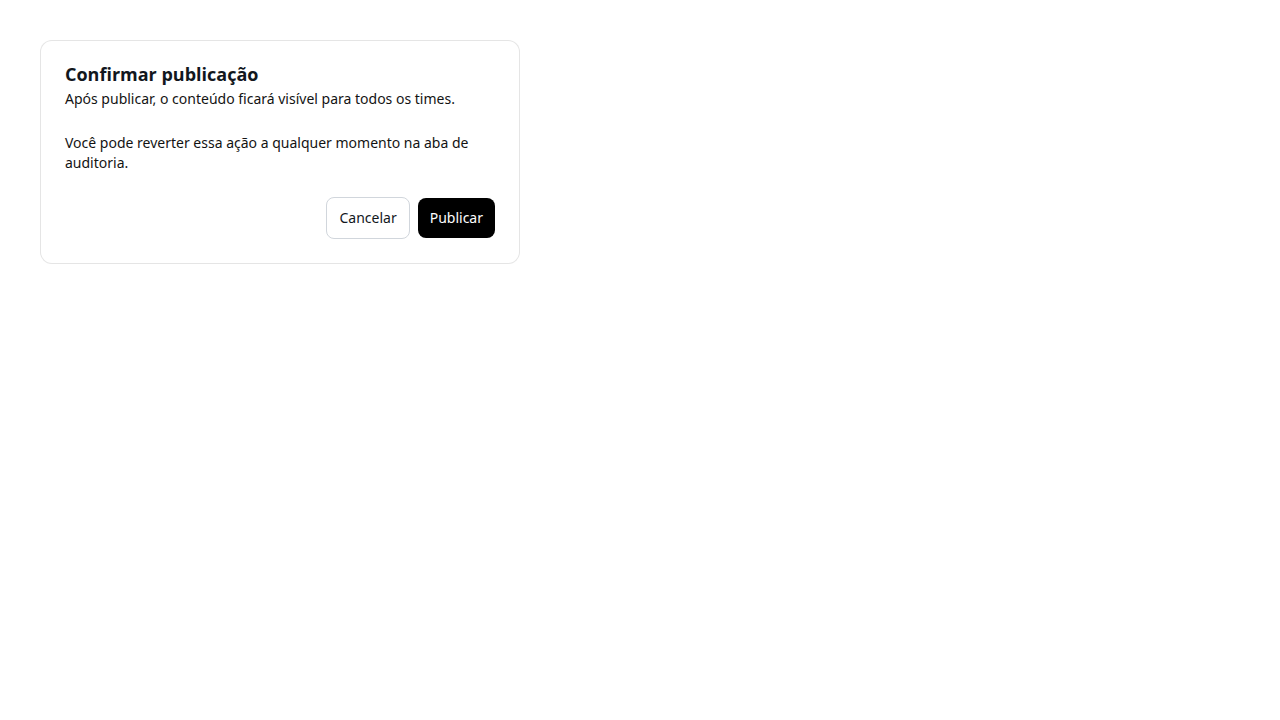 Confirmar publicação
Após publicar, o conteúdo ficará visível para todos os times.
Você pode reverter essa ação a qualquer momento na aba de
auditoria.
Cancelar
Publicar